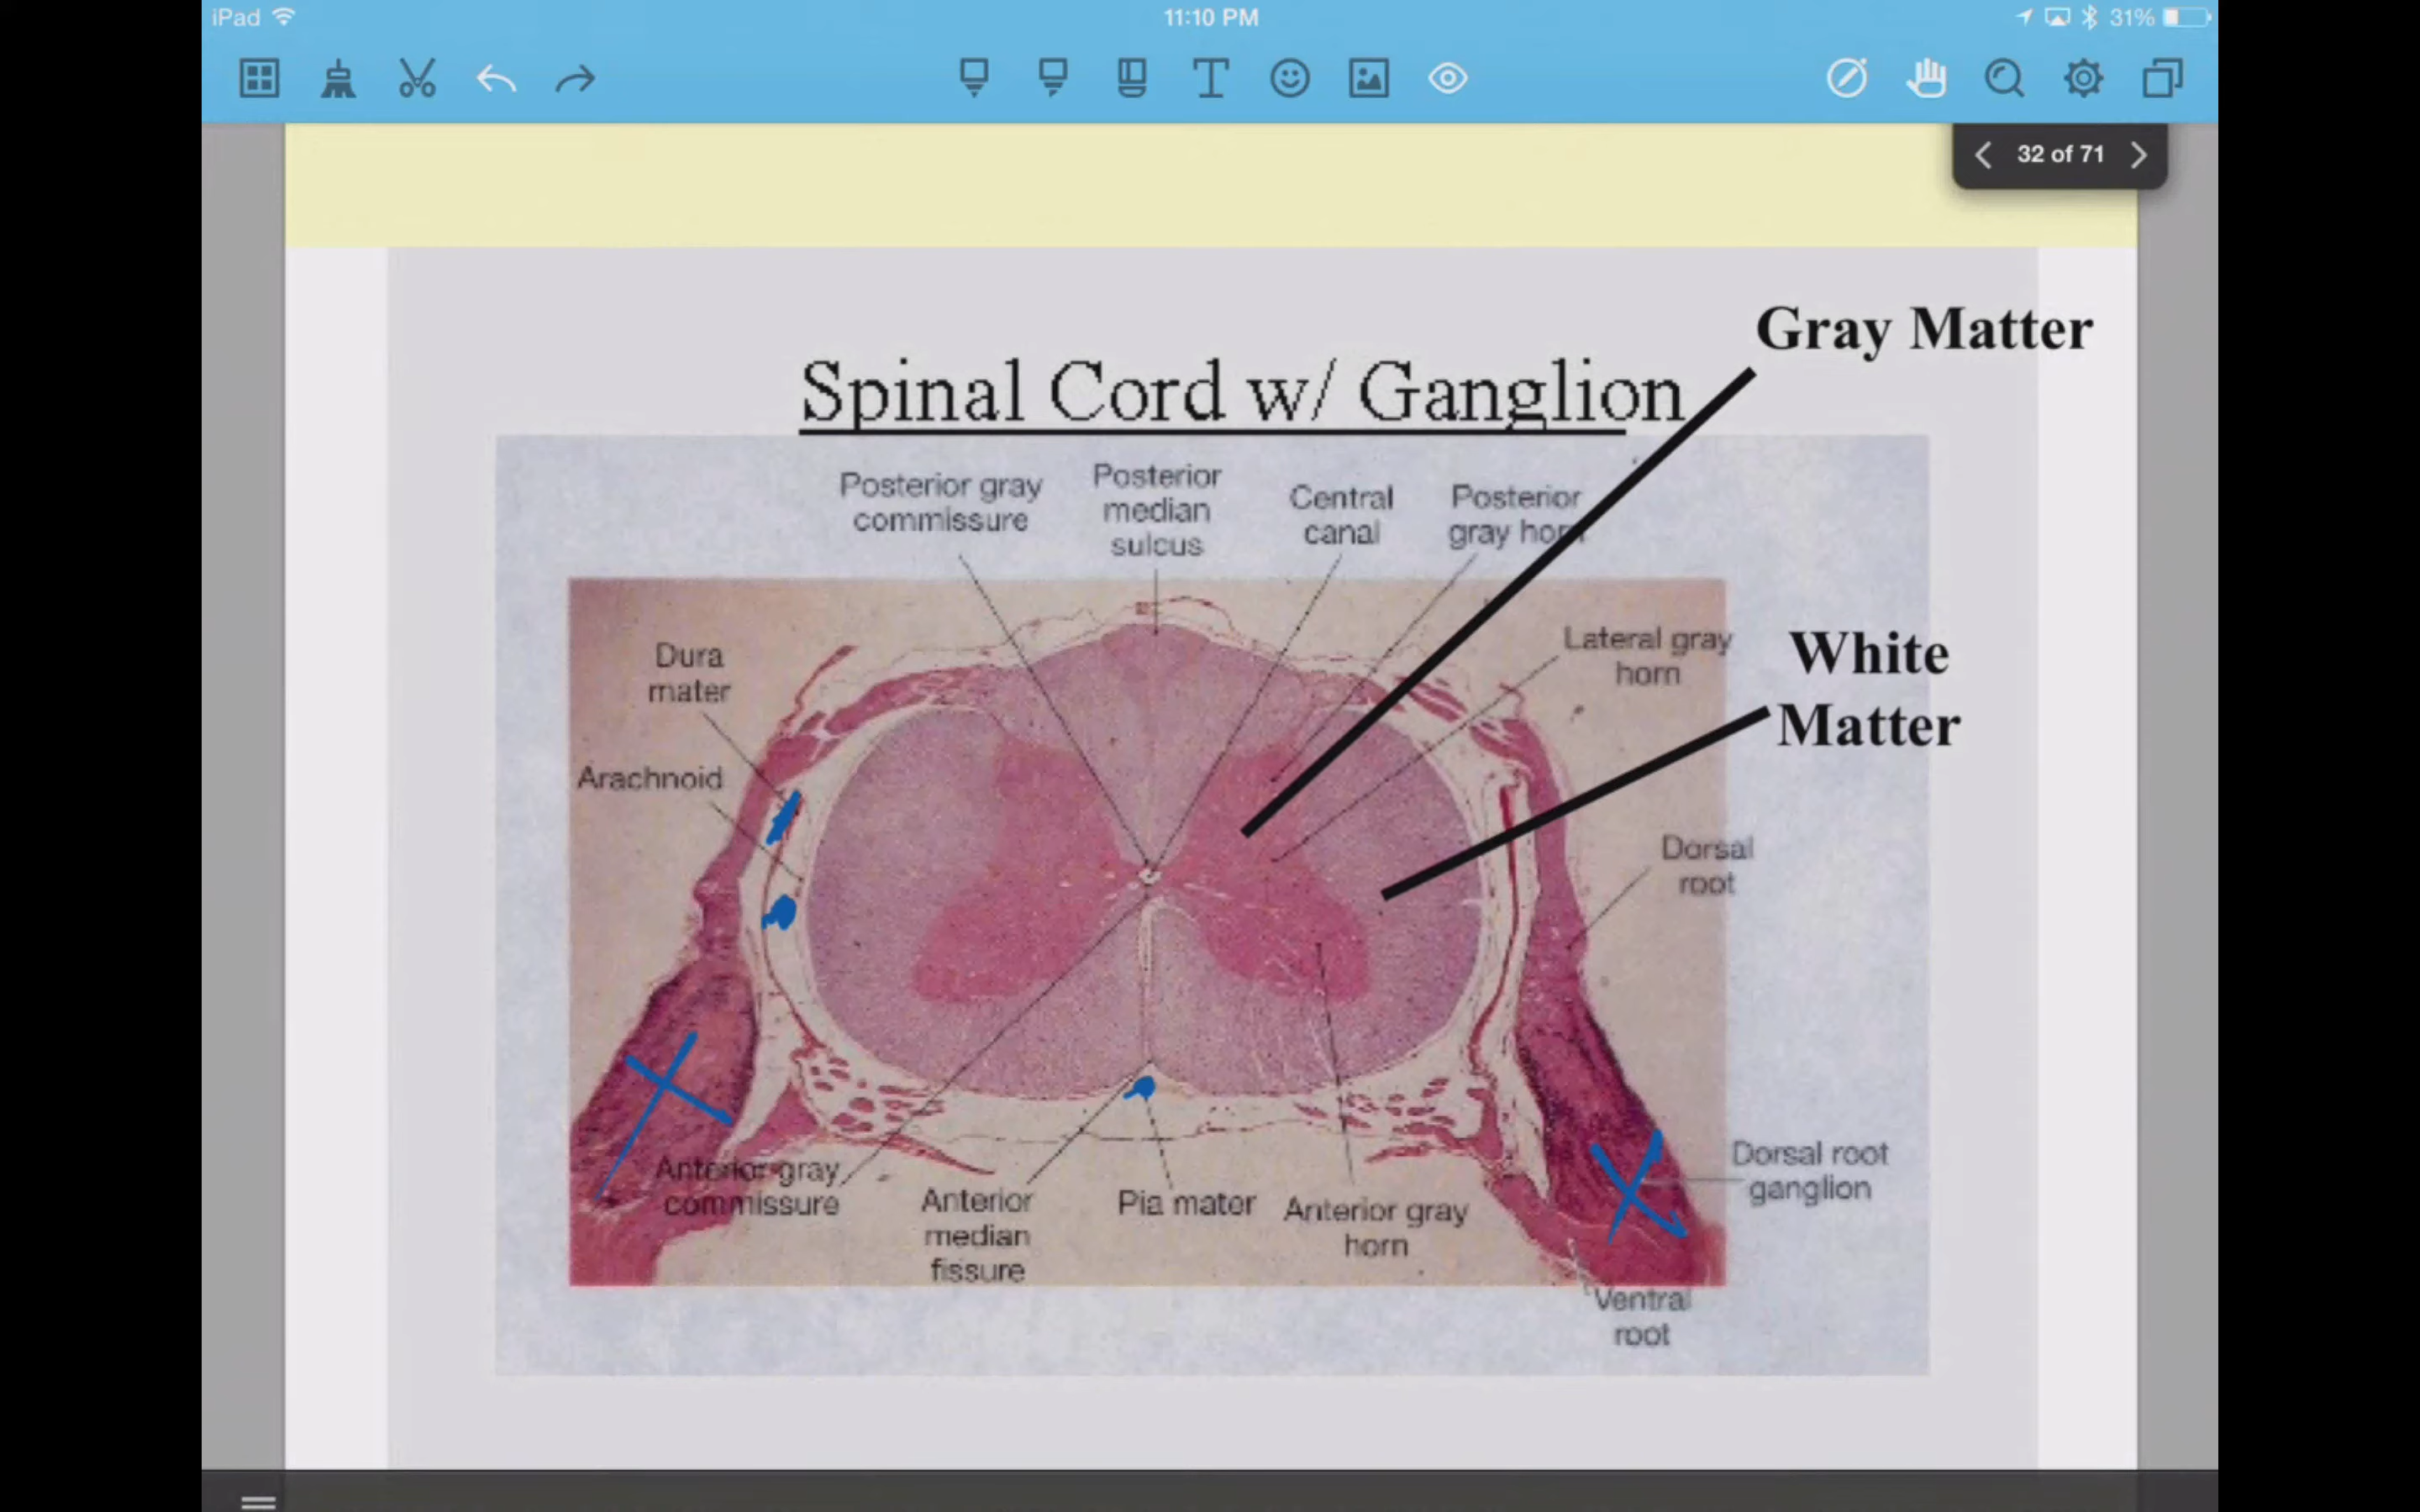 iPad
11:10 PM
31%
32 of 71
Gray Matter
Spinal Cord w/ Ganglion
Posterior gray
commissure
Posterior
median
sulcus
Central
canal
Posterior
gray horn
Dura
mater
Lateral gray
horn
White
Matter
Arachnoid
Dorsal
root
Anterior gray
commissure
Anterior
median
fissure
Pia mater
Anterior gray
horn
Dorsal root
ganglion
Ventral
root